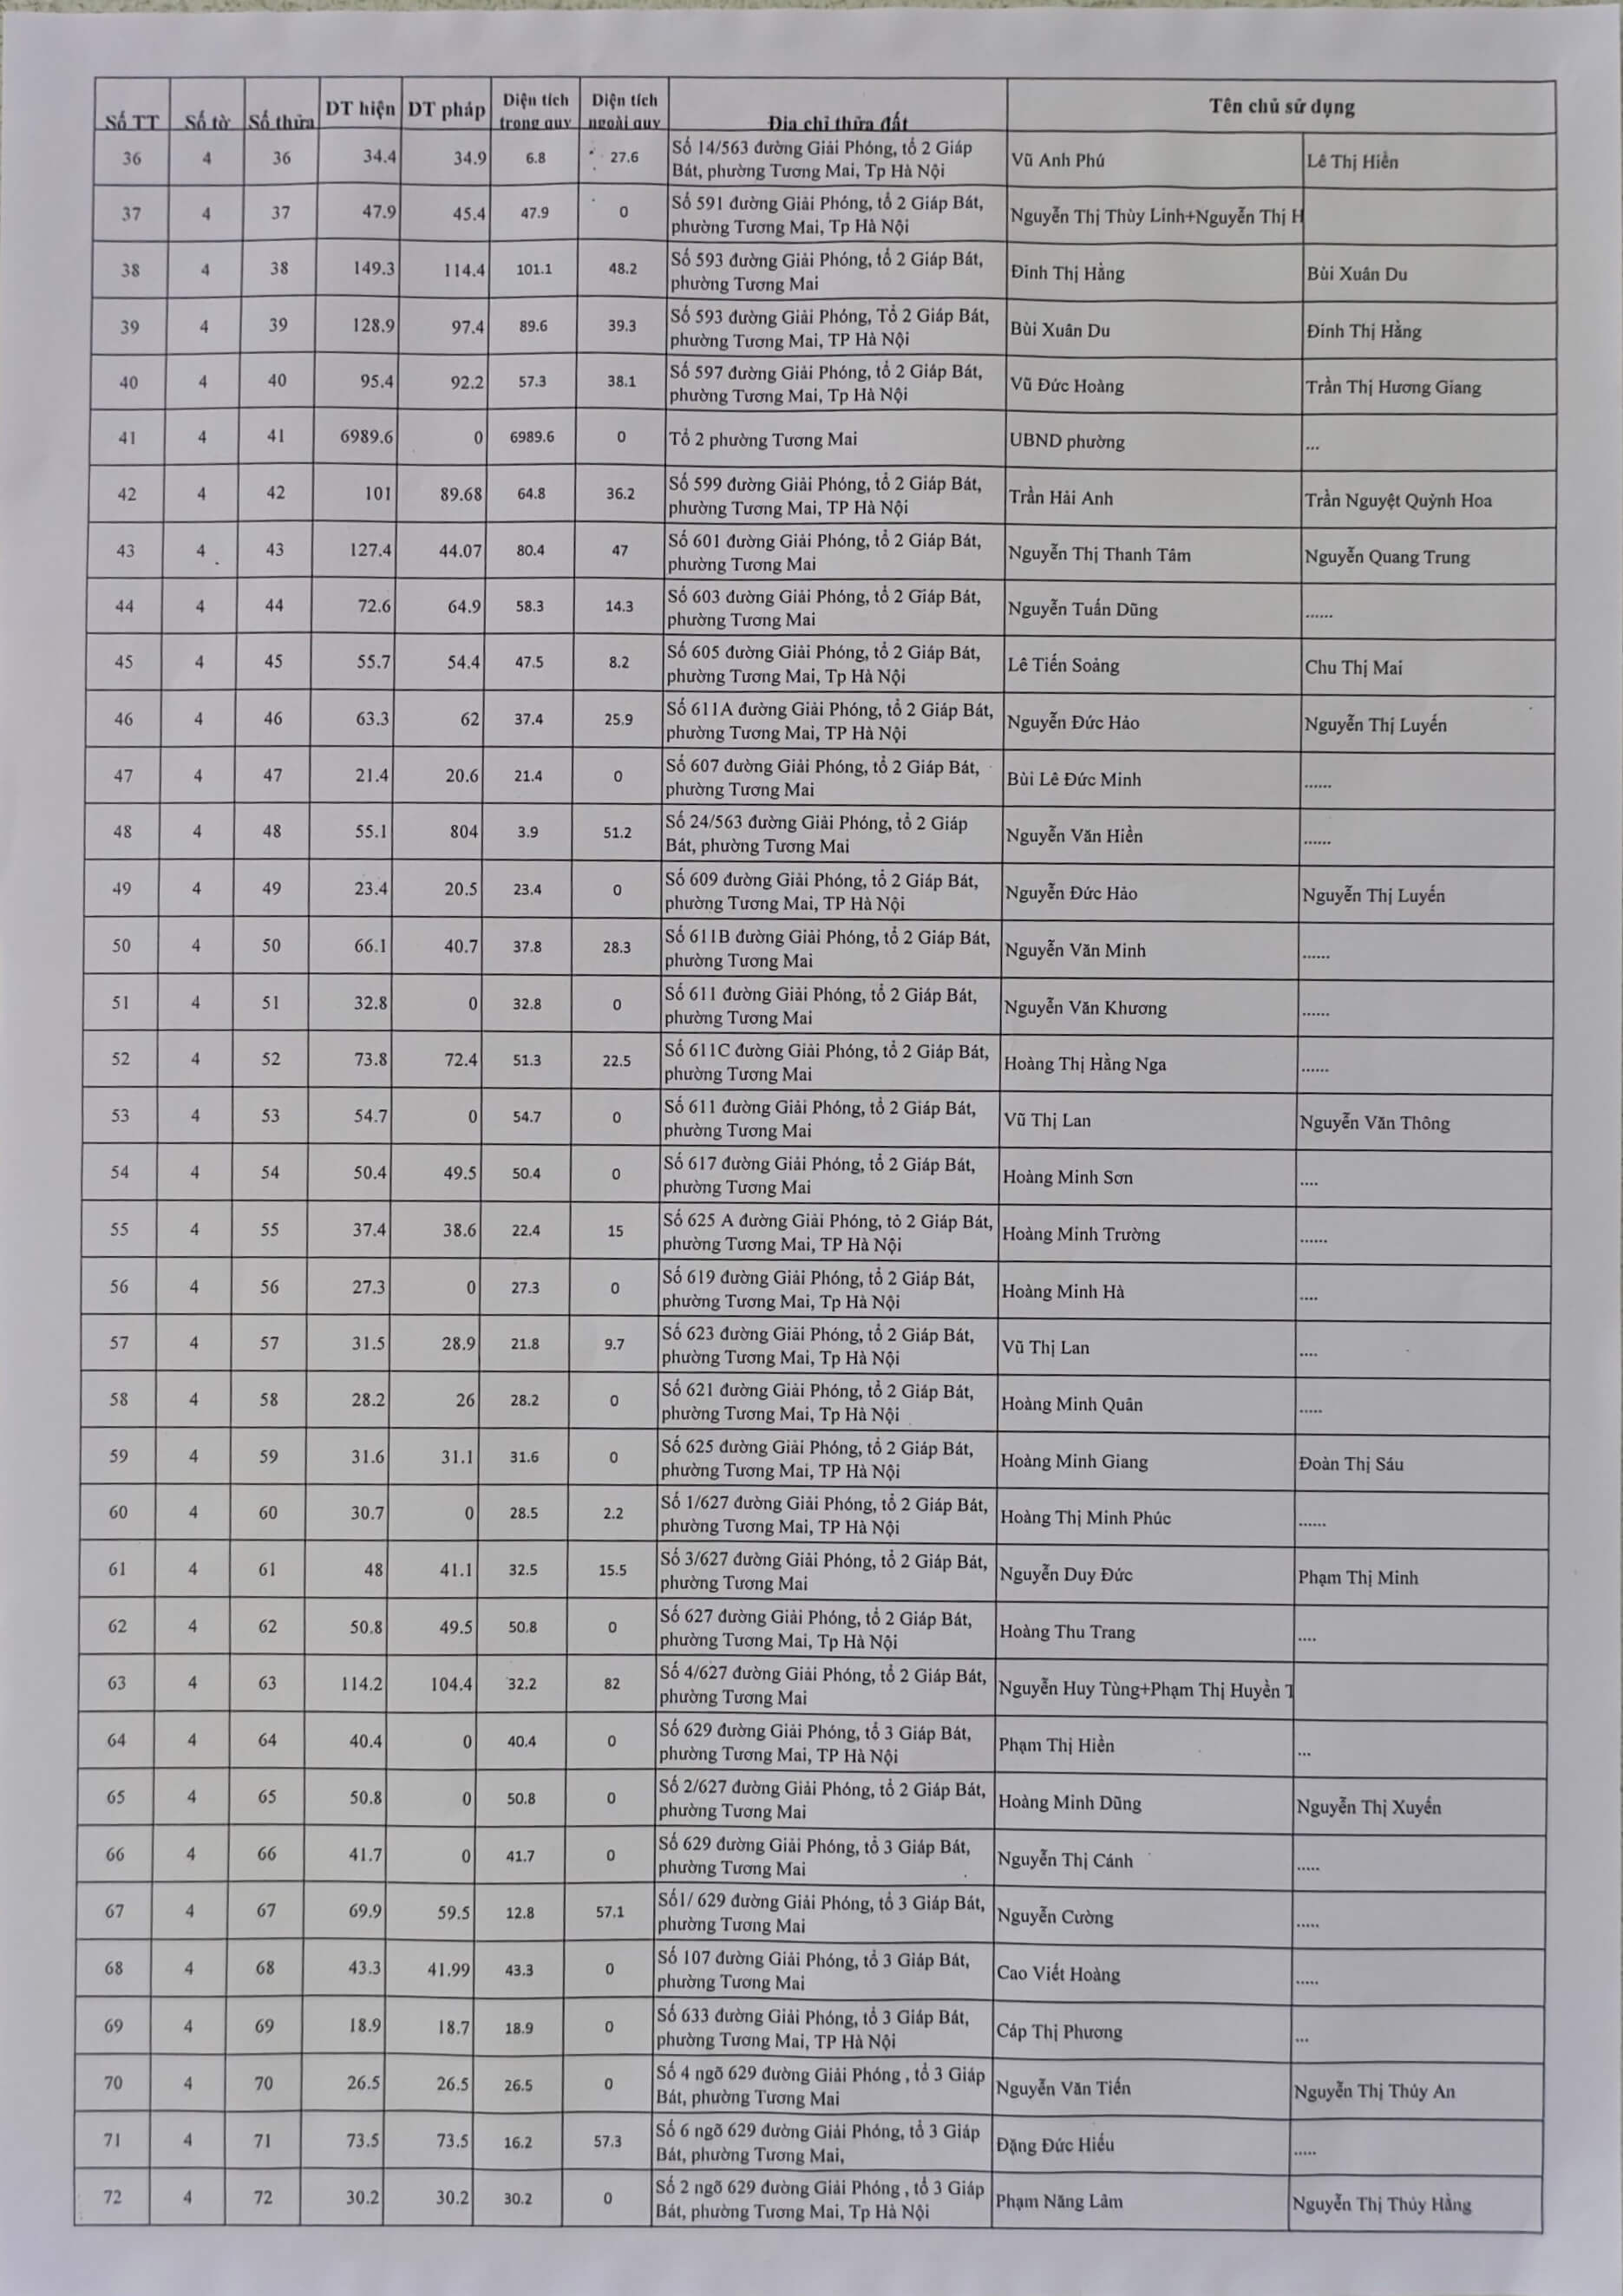 Số TT Số tờ Số thửa DT hiện DT pháp Diện tích trong quy Diện tích ngoài quy Địa chỉ thửa đất Tên chủ sử dụng
36 4 36 34.4 34.9 6.8 27.6 Số 14/563 đường Giải Phóng, tổ 2 Giáp Vũ Anh Phú Lê Thị Hiền
Bát, phường Tương Mai, Tp Hà Nội
37 4 37 47.9 45.4 47.9 0 Số 591 đường Giải Phóng, tổ 2 Giáp Bát, Nguyễn Thị Thùy Linh+Nguyễn Thị H
phường Tương Mai, Tp Hà Nội
38 4 38 149.3 114.4 101.1 48.2 Số 593 đường Giải Phóng, tổ 2 Giáp Bát, Đinh Thị Hằng Bùi Xuân Du
phường Tương Mai
39 4 39 128.9 97.4 89.6 39.3 Số 593 đường Giải Phóng, Tổ 2 Giáp Bát, Bùi Xuân Du Đinh Thị Hằng
phường Tương Mai, TP Hà Nội
40 4 40 95.4 92.2 57.3 38.1 Số 597 đường Giải Phóng, tổ 2 Giáp Bát, Vũ Đức Hoàng Trần Thị Hương Giang
phường Tương Mai, Tp Hà Nội
41 4 41 6989.6 0 6989.6 0 Tổ 2 phường Tương Mai UBND phường ...
42 4 42 101 89.68 64.8 36.2 Số 599 đường Giải Phóng, tổ 2 Giáp Bát, Trần Hải Anh Trần Nguyệt Quỳnh Hoa
phường Tương Mai, TP Hà Nội
43 4 43 127.4 44.07 80.4 47 Số 601 đường Giải Phóng, tổ 2 Giáp Bát, Nguyễn Thị Thanh Tâm Nguyễn Quang Trung
phường Tương Mai
44 4 44 72.6 64.9 58.3 14.3 Số 603 đường Giải Phóng, tổ 2 Giáp Bát, Nguyễn Tuấn Dũng ......
phường Tương Mai
45 4 45 55.7 54.4 47.5 8.2 Số 605 đường Giải Phóng, tổ 2 Giáp Bát, Lê Tiến Soảng Chu Thị Mai
phường Tương Mai, Tp Hà Nội
46 4 46 63.3 62 37.4 25.9 Số 611A đường Giải Phóng, tổ 2 Giáp Bát, Nguyễn Đức Hảo Nguyễn Thị Luyến
phường Tương Mai, TP Hà Nội
47 4 47 21.4 20.6 21.4 0 Số 607 đường Giải Phóng, tổ 2 Giáp Bát, Bùi Lê Đức Minh ......
phường Tương Mai
48 4 48 55.1 804 3.9 51.2 Số 24/563 đường Giải Phóng, tổ 2 Giáp Nguyễn Văn Hiền ......
Bát, phường Tương Mai
49 4 49 23.4 20.5 23.4 0 Số 609 đường Giải Phóng, tổ 2 Giáp Bát, Nguyễn Đức Hảo Nguyễn Thị Luyến
phường Tương Mai, TP Hà Nội
50 4 50 66.1 40.7 37.8 28.3 Số 611B đường Giải Phóng, tổ 2 Giáp Bát, Nguyễn Văn Minh ......
phường Tương Mai
51 4 51 32.8 0 32.8 0 Số 611 đường Giải Phóng, tổ 2 Giáp Bát, Nguyễn Văn Khương ......
phường Tương Mai
52 4 52 73.8 72.4 51.3 22.5 Số 611C đường Giải Phóng, tổ 2 Giáp Bát, Hoàng Thị Hằng Nga ......
phường Tương Mai
53 4 53 54.7 0 54.7 0 Số 611 đường Giải Phóng, tổ 2 Giáp Bát, Vũ Thị Lan Nguyễn Văn Thông
phường Tương Mai
54 4 54 50.4 49.5 50.4 0 Số 617 đường Giải Phóng, tổ 2 Giáp Bát, Hoàng Minh Sơn ....
phường Tương Mai
55 4 55 37.4 38.6 22.4 15 Số 625 A đường Giải Phóng, tỏ 2 Giáp Bát, Hoàng Minh Trường ......
phường Tương Mai, TP Hà Nội
56 4 56 27.3 0 27.3 0 Số 619 đường Giải Phóng, tổ 2 Giáp Bát, Hoàng Minh Hà ....
phường Tương Mai, Tp Hà Nội
57 4 57 31.5 28.9 21.8 9.7 Số 623 đường Giải Phóng, tổ 2 Giáp Bát, Vũ Thị Lan ....
phường Tương Mai, Tp Hà Nội
58 4 58 28.2 26 28.2 0 Số 621 đường Giải Phóng, tổ 2 Giáp Bát, Hoàng Minh Quân .....
phường Tương Mai, Tp Hà Nội
59 4 59 31.6 31.1 31.6 0 Số 625 đường Giải Phóng, tổ 2 Giáp Bát, Hoàng Minh Giang Đoàn Thị Sáu
phường Tương Mai, TP Hà Nội
60 4 60 30.7 0 28.5 2.2 Số 1/627 đường Giải Phóng, tổ 2 Giáp Bát, Hoàng Thị Minh Phúc ......
phường Tương Mai, TP Hà Nội
61 4 61 48 41.1 32.5 15.5 Số 3/627 đường Giải Phóng, tổ 2 Giáp Bát, Nguyễn Duy Đức Phạm Thị Minh
phường Tương Mai
62 4 62 50.8 49.5 50.8 0 Số 627 đường Giải Phóng, tổ 2 Giáp Bát, Hoàng Thu Trang ....
phường Tương Mai, Tp Hà Nội
63 4 63 114.2 104.4 32.2 82 Số 4/627 đường Giải Phóng, tổ 2 Giáp Bát, Nguyễn Huy Tùng+Phạm Thị Huyền T
phường Tương Mai
64 4 64 40.4 0 40.4 0 Số 629 đường Giải Phóng, tổ 3 Giáp Bát, Phạm Thị Hiền ...
phường Tương Mai, TP Hà Nội
65 4 65 50.8 0 50.8 0 Số 2/627 đường Giải Phóng, tổ 2 Giáp Bát, Hoàng Minh Dũng Nguyễn Thị Xuyến
phường Tương Mai
66 4 66 41.7 0 41.7 0 Số 629 đường Giải Phóng, tổ 3 Giáp Bát, Nguyễn Thị Cánh .....
phường Tương Mai
67 4 67 69.9 59.5 12.8 57.1 Số1/ 629 đường Giải Phóng, tổ 3 Giáp Bát, Nguyễn Cường .....
phường Tương Mai
68 4 68 43.3 41.99 43.3 0 Số 107 đường Giải Phóng, tổ 3 Giáp Bát, Cao Viết Hoàng .....
phường Tương Mai
69 4 69 18.9 18.7 18.9 0 Số 633 đường Giải Phóng, tổ 3 Giáp Bát, Cáp Thị Phương ...
phường Tương Mai, TP Hà Nội
70 4 70 26.5 26.5 26.5 0 Số 4 ngõ 629 đường Giải Phóng , tổ 3 Giáp Nguyễn Văn Tiến Nguyễn Thị Thủy An
Bát, phường Tương Mai
71 4 71 73.5 73.5 16.2 57.3 Số 6 ngõ 629 đường Giải Phóng, tổ 3 Giáp Đặng Đức Hiếu .....
Bát, phường Tương Mai,
72 4 72 30.2 30.2 30.2 0 Số 2 ngõ 629 đường Giải Phóng , tổ 3 Giáp Phạm Năng Lâm Nguyễn Thị Thúy Hằng
Bát, phường Tương Mai, Tp Hà Nội